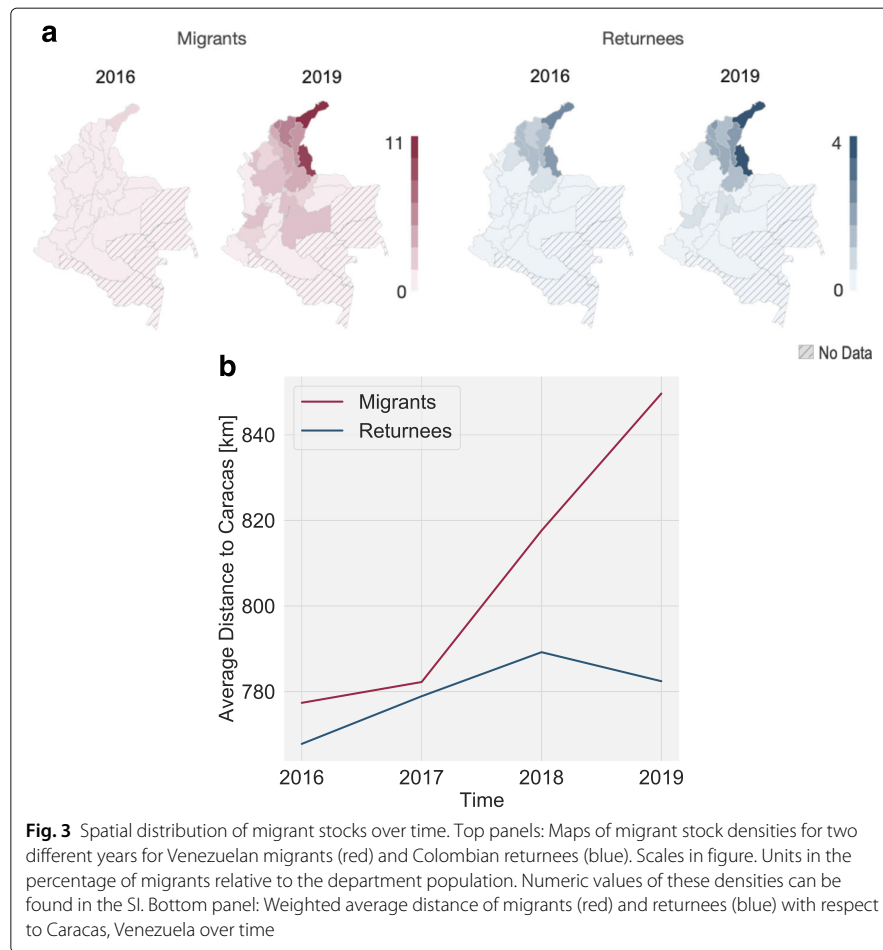 a
Migrants
Returnees
2016
2019
2016
2019
11
0
4
0
No Data
b
Migrants
Returnees
840
820
800
780
Average Distance to Caracas [km]
2016
2017
2018
2019
Time
Fig. 3 Spatial distribution of migrant stocks over time. Top panels: Maps of migrant stock densities for two
different years for Venezuelan migrants (red) and Colombian returnees (blue). Scales in figure. Units in the
percentage of migrants relative to the department population. Numeric values of these densities can be
found in the SI. Bottom panel: Weighted average distance of migrants (red) and returnees (blue) with respect
to Caracas, Venezuela over time